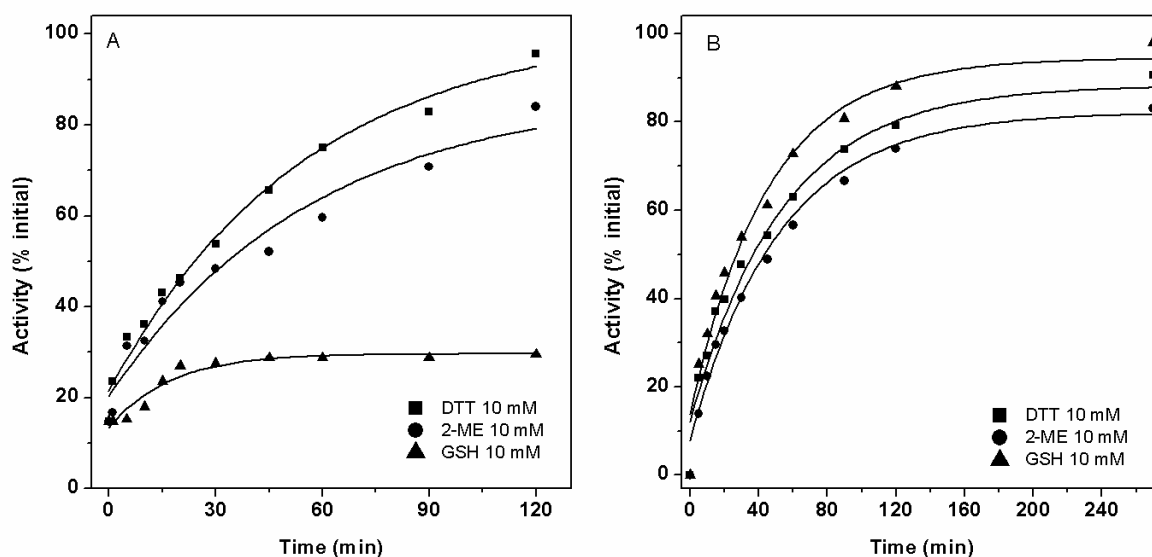 A
Activity (% initial)
100
80
60
40
20
0
DTT 10 mM
2-ME 10 mM
GSH 10 mM
0 30 60 90 120
Time (min)
B
Activity (% initial)
100
80
60
40
20
0
DTT 10 mM
2-ME 10 mM
GSH 10 mM
0 40 80 120 160 200 240
Time (min)